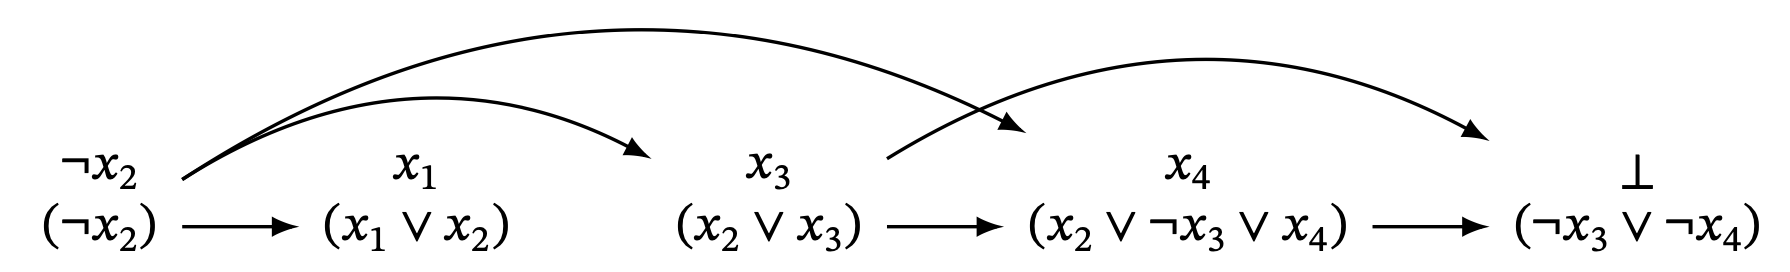 ¬x₂ x₁ x₃ x₄ ⊥
(¬x₂) (x₁ ∨ x₂) (x₂ ∨ x₃) (x₂ ∨ ¬x₃ ∨ x₄) (¬x₃ ∨ ¬x₄)